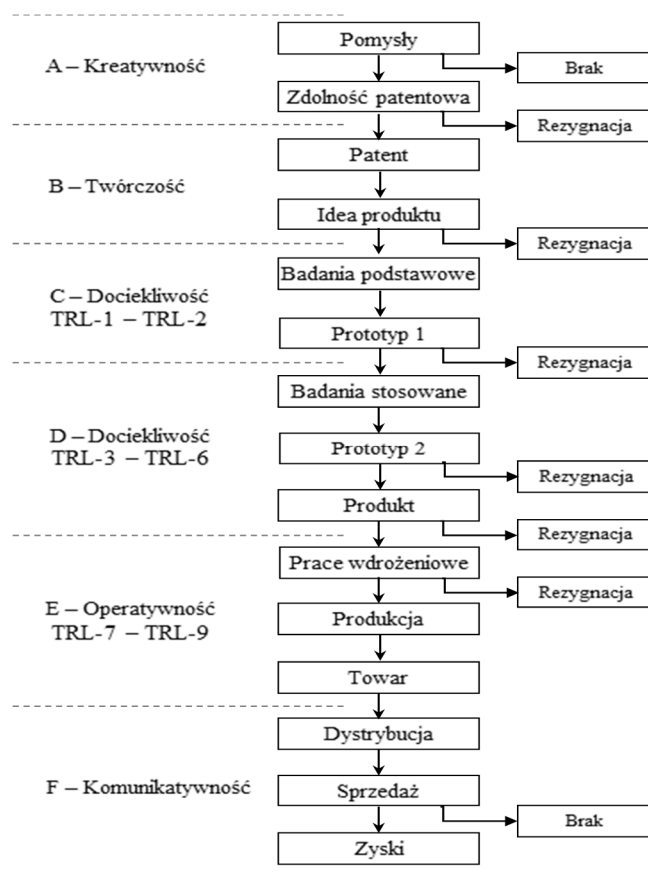 Pomysły
A – Kreatywność
Brak
Zdolność patentowa
Rezygnacja
Patent
B – Twórczość
Idea produktu
Rezygnacja
Badania podstawowe
C – Dociekliwość
TRL-1 – TRL-2
Prototyp 1
Rezygnacja
Badania stosowane
D – Dociekliwość
TRL-3 – TRL-6
Prototyp 2
Rezygnacja
Produkt
Rezygnacja
Prace wdrożeniowe
Rezygnacja
E – Operatywność
TRL-7 – TRL-9
Produkcja
Towar
Dystrybucja
F – Komunikatywność
Sprzedaż
Brak
Zyski